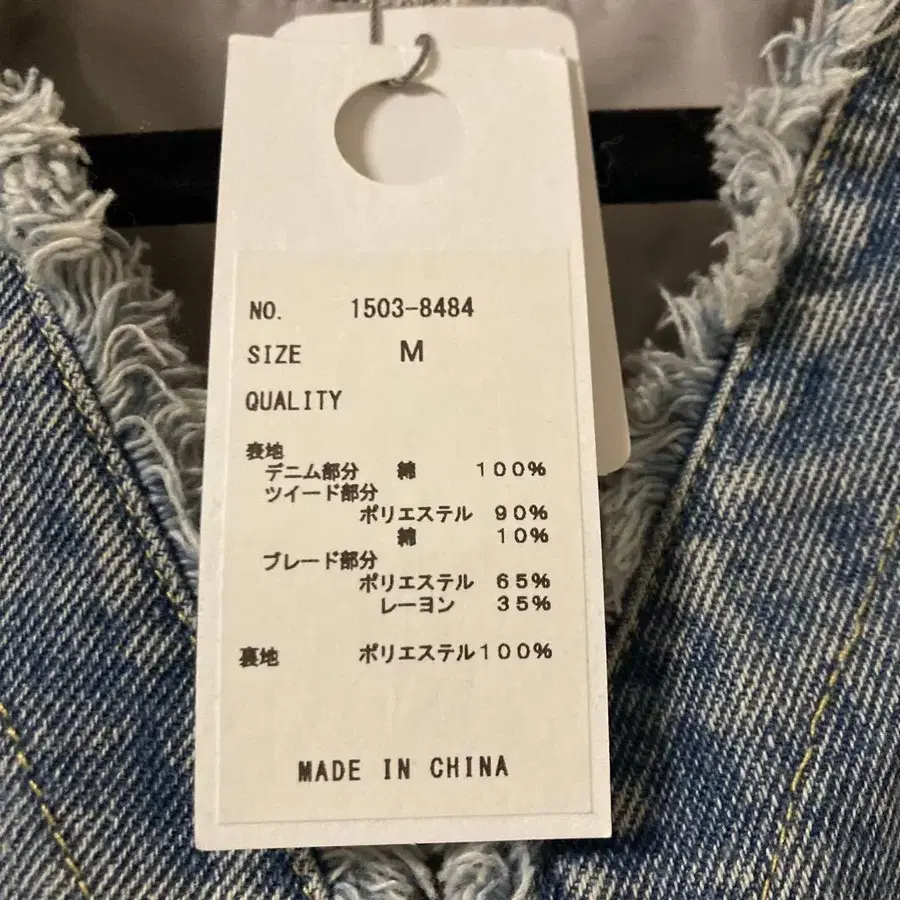 NO. 1503-8484
SIZE M
QUALITY
表地
デニム部分 綿 100%
ツイード部分
ポリエステル 90%
綿 10%
ブレード部分
ポリエステル 65%
レーヨン 35%
裏地 ポリエステル100%
MADE IN CHINA